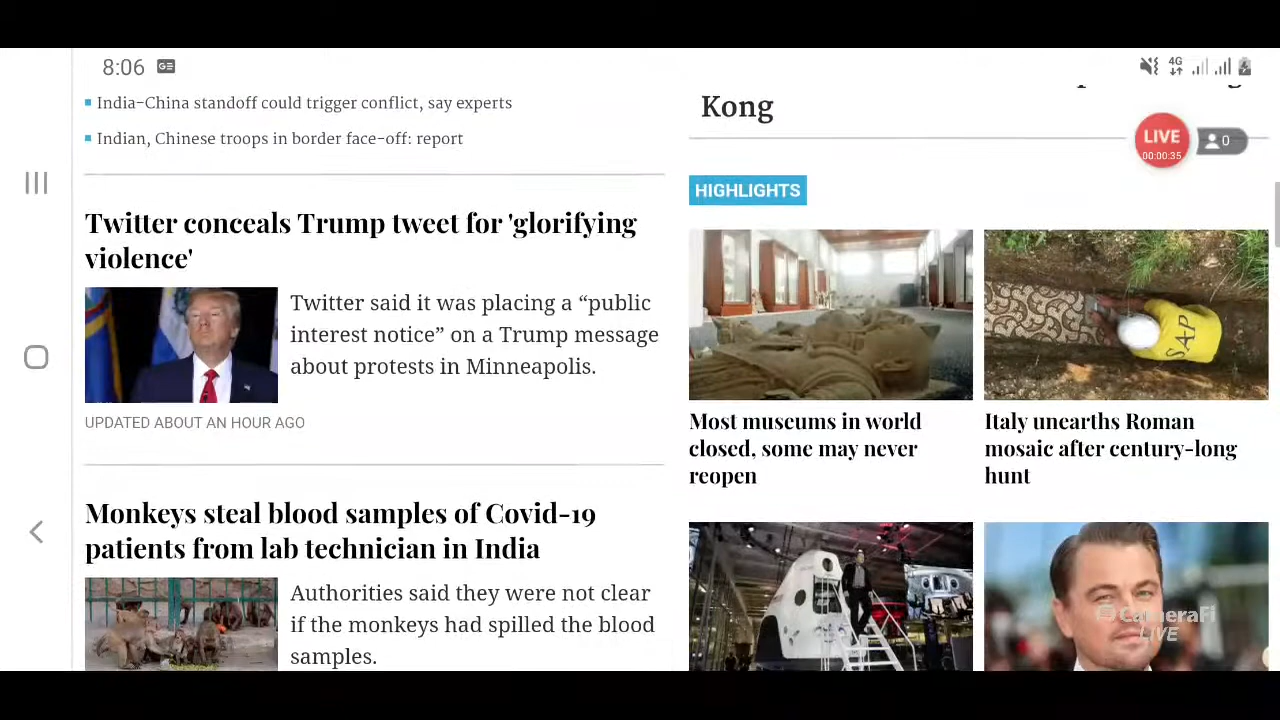 8:06
GE
4G
India-China standoff could trigger conflict, say experts
Indian, Chinese troops in border face-off: report
Twitter conceals Trump tweet for 'glorifying
violence'
Twitter said it was placing a “public
interest notice” on a Trump message
about protests in Minneapolis.
UPDATED ABOUT AN HOUR AGO
Monkeys steal blood samples of Covid-19
patients from lab technician in India
Authorities said they were not clear
if the monkeys had spilled the blood
samples.
Kong
LIVE
00:00:35
0
HIGHLIGHTS
SAP
Most museums in world
closed, some may never
reopen
Italy unearths Roman
mosaic after century-long
hunt
CameraFi
LIVE